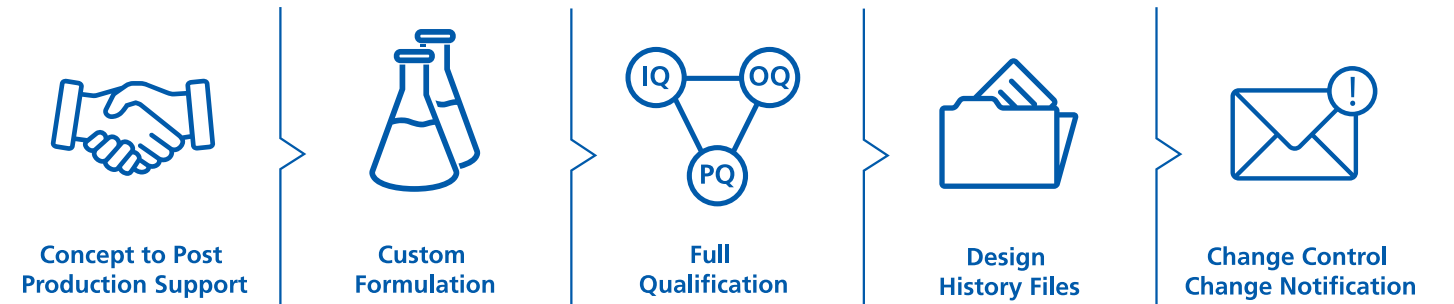 IQ
OQ
PQ
!
Concept to Post
Production Support
Custom
Formulation
Full
Qualification
Design
History Files
Change Control
Change Notification